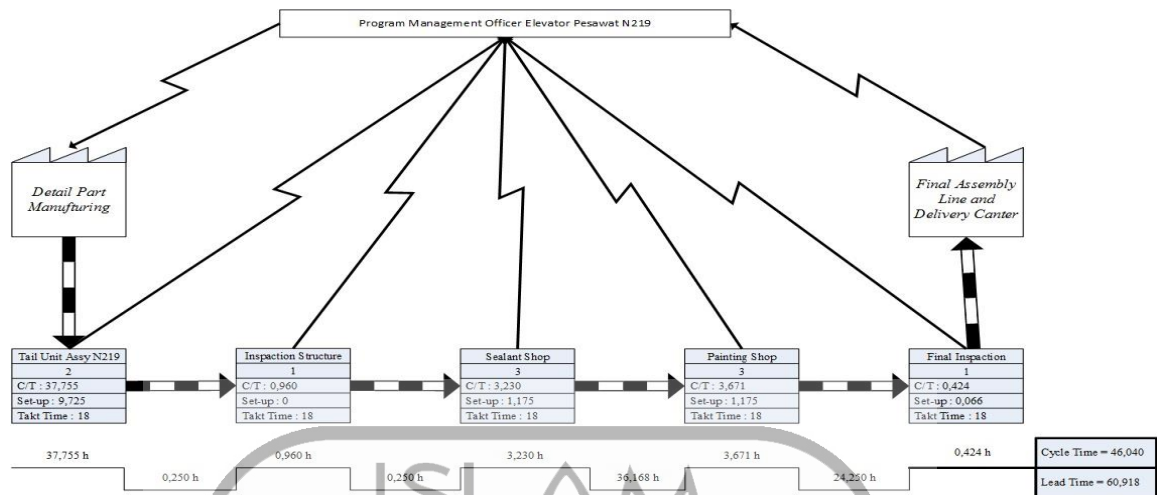 Program Management Officer Elevator Pesawat N219
Detail Part
Manufturing
Final Assembly
Line and
Delivery Canter
Tail Unit Assy N219
2
C/T : 37,755
Set-up : 9,725
Takt Time : 18
Inspaction Structure
1
C/T : 0,960
Set-up : 0
Takt Time : 18
Sealant Shop
3
C/T : 3,230
Set-up : 1,175
Takt Time : 18
Painting Shop
3
C/T : 3,671
Set-up : 1,175
Takt Time : 18
Final Inspaction
1
C/T : 0,424
Set-up : 0,066
Takt Time : 18
37,755 h
0,250 h
0,960 h
0,250 h
3,230 h
36,168 h
3,671 h
24,250 h
0,424 h
Cycle Time = 46,040
Lead Time = 60,918
ISLAM